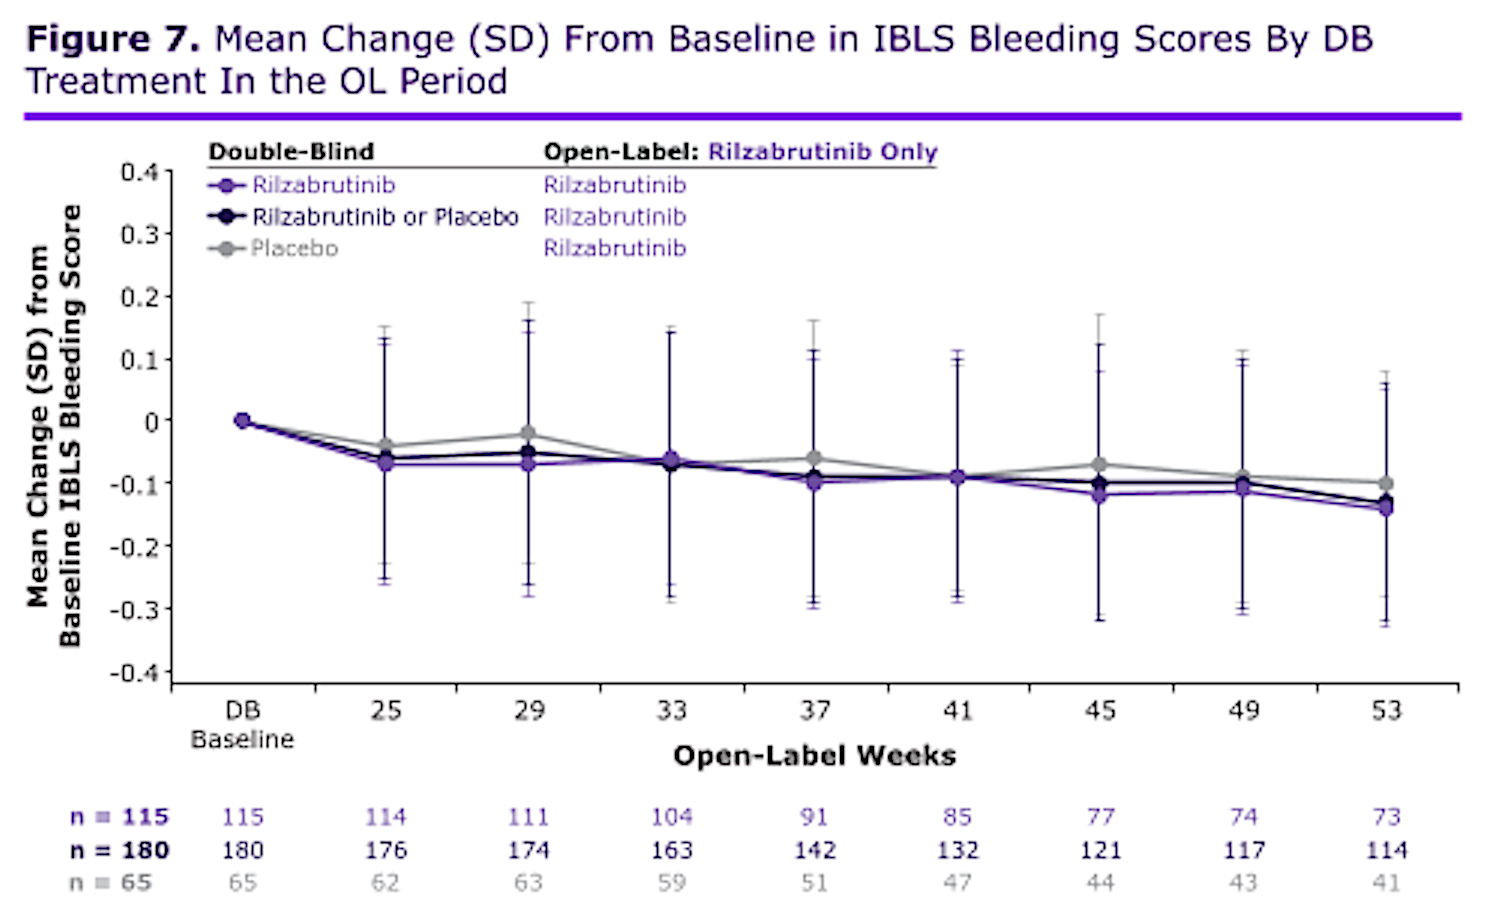 Figure 7. Mean Change (SD) From Baseline in IBLS Bleeding Scores By DB
Treatment In the OL Period
Double-Blind Open-Label: Rilzabrutinib Only
Rilzabrutinib Rilzabrutinib
Rilzabrutinib or Placebo Rilzabrutinib
Placebo Rilzabrutinib
Mean Change (SD) from
Baseline IBLS Bleeding Score
0.4
0.3
0.2
0.1
0
-0.1
-0.2
-0.3
-0.4
DB 25 29 33 37 41 45 49 53
Baseline
Open-Label Weeks
n = 115 115 114 111 104 91 85 77 74 73
n = 180 180 176 174 163 142 132 121 117 114
n = 65 65 62 63 59 51 47 44 43 41